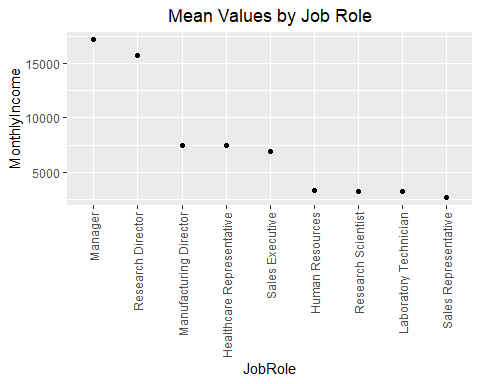 Mean Values by Job Role
MonthlyIncome
15000
10000
5000
Manager
Research Director
Manufacturing Director
Healthcare Representative
Sales Executive
Human Resources
Research Scientist
Laboratory Technician
Sales Representative
JobRole